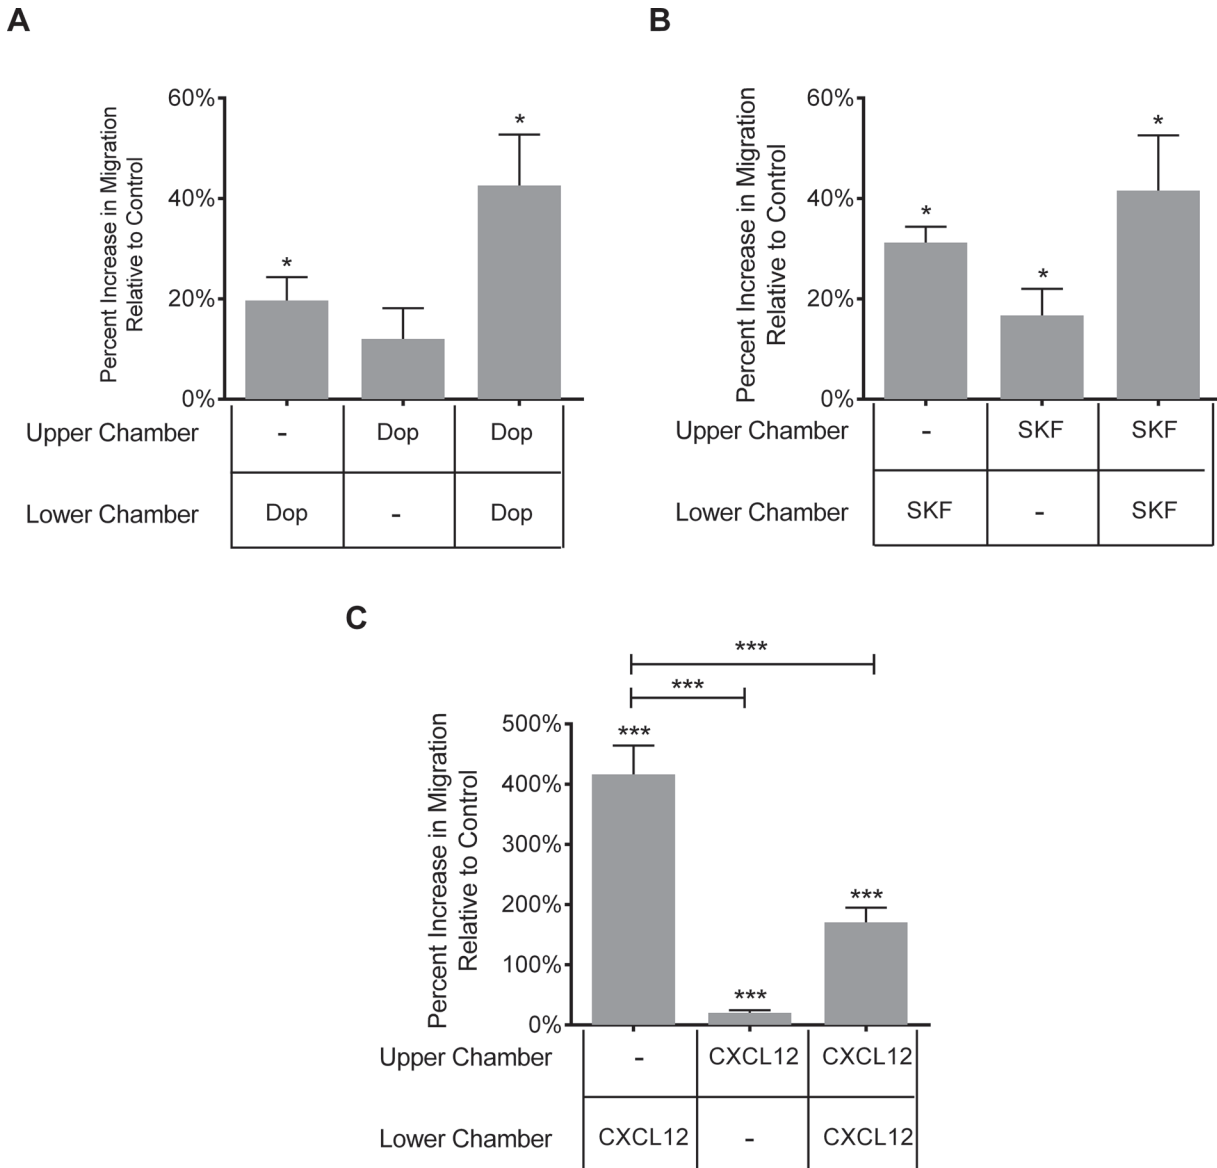 A
Percent Increase in Migration
Relative to Control
60%
40%
20%
0%
*
*
Upper Chamber - Dop Dop
Lower Chamber Dop - Dop
B
Percent Increase in Migration
Relative to Control
60%
40%
20%
0%
*
*
*
Upper Chamber - SKF SKF
Lower Chamber SKF - SKF
C
***
***
Percent Increase in Migration
Relative to Control
500%
400%
300%
200%
100%
0%
***
***
***
Upper Chamber - CXCL12 CXCL12
Lower Chamber CXCL12 - CXCL12